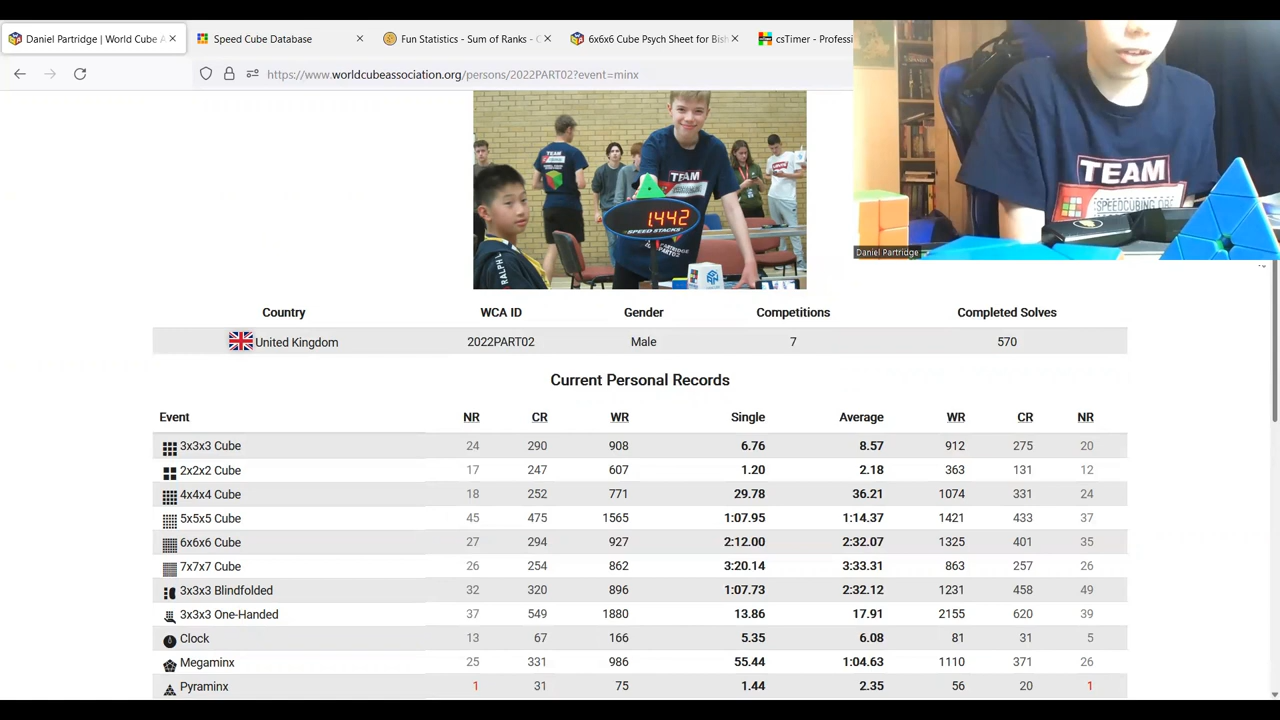 Daniel Partridge | World Cube A
Speed Cube Database
Fun Statistics - Sum of Ranks - C
6x6x6 Cube Psych Sheet for Bish
csTimer - Professi
https://www.worldcubeassociation.org/persons/2022PART02?event=minx
TEAM
TEAM
1.442
SPEED STACKS
PARTRIDGE
PART02
RALPH L
TEAM
SPEEDCUBING.ORG
Daniel Partridge
Country WCA ID Gender Competitions Completed Solves
United Kingdom 2022PART02 Male 7 570
Current Personal Records
Event NR CR WR Single Average WR CR NR
3x3x3 Cube 24 290 908 6.76 8.57 912 275 20
2x2x2 Cube 17 247 607 1.20 2.18 363 131 12
4x4x4 Cube 18 252 771 29.78 36.21 1074 331 24
5x5x5 Cube 45 475 1565 1:07.95 1:14.37 1421 433 37
6x6x6 Cube 27 294 927 2:12.00 2:32.07 1325 401 35
7x7x7 Cube 26 254 862 3:20.14 3:33.31 863 257 26
3x3x3 Blindfolded 32 320 896 1:07.73 2:32.12 1231 458 49
3x3x3 One-Handed 37 549 1880 13.86 17.91 2155 620 39
Clock 13 67 166 5.35 6.08 81 31 5
Megaminx 25 331 986 55.44 1:04.63 1110 371 26
Pyraminx 1 31 75 1.44 2.35 56 20 1